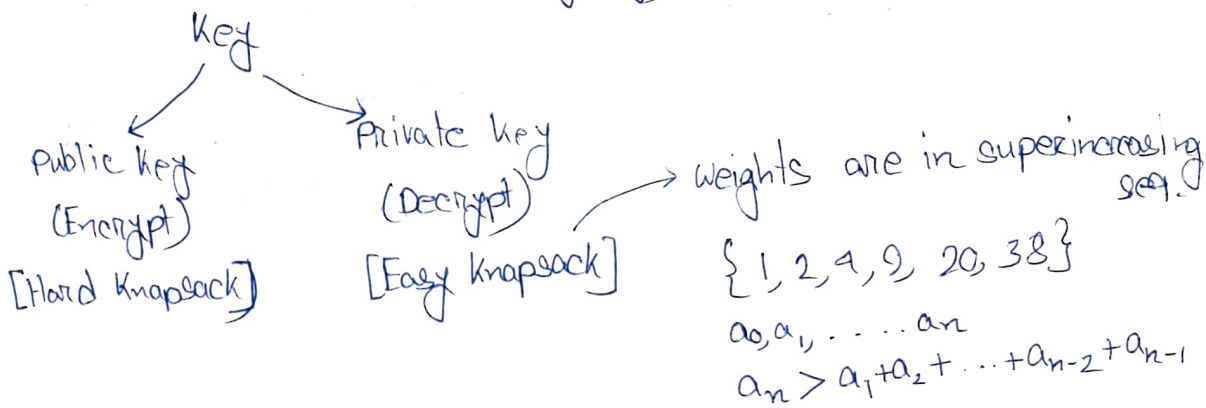 Key
Public Key
(Encrypt)
[Hard Knapsack]
Private Key
(Decrypt)
[Easy Knapsack]
weights are in superincreasing
seq.
{1, 2, 4, 9, 20, 38}
a₀, a₁, . . . . aₙ
aₙ > a₁+a₂+ ... +aₙ₋₂+aₙ₋₁